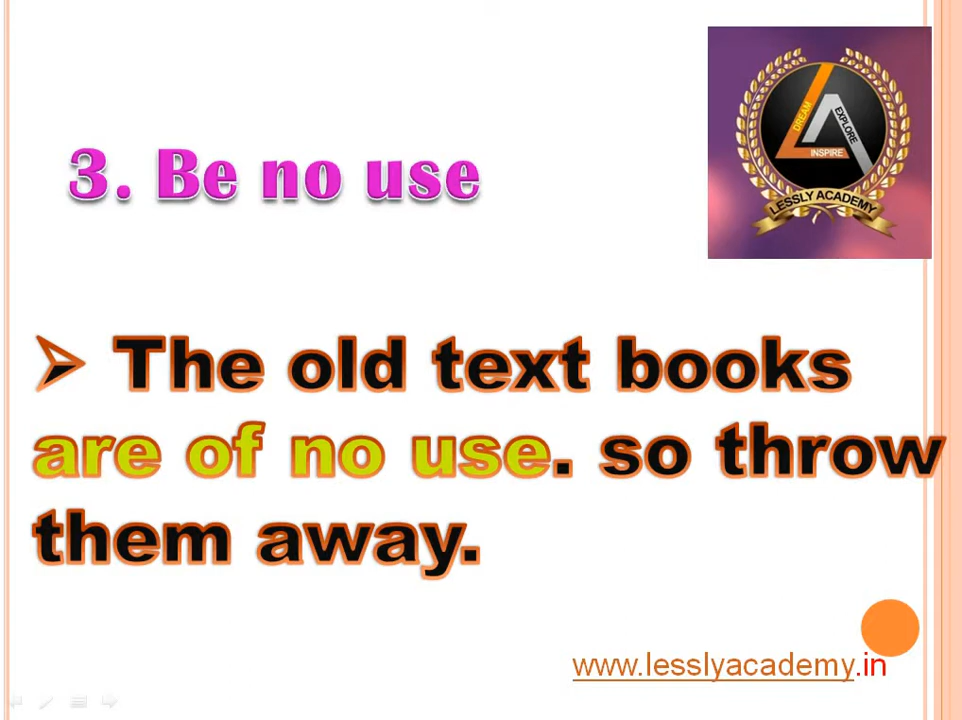 3. Be no use
DREAM
EXPLORE
INSPIRE
LESSLY ACADEMY
➢ The old text books
are of no use. so throw
them away.
www.lesslyacademy.in